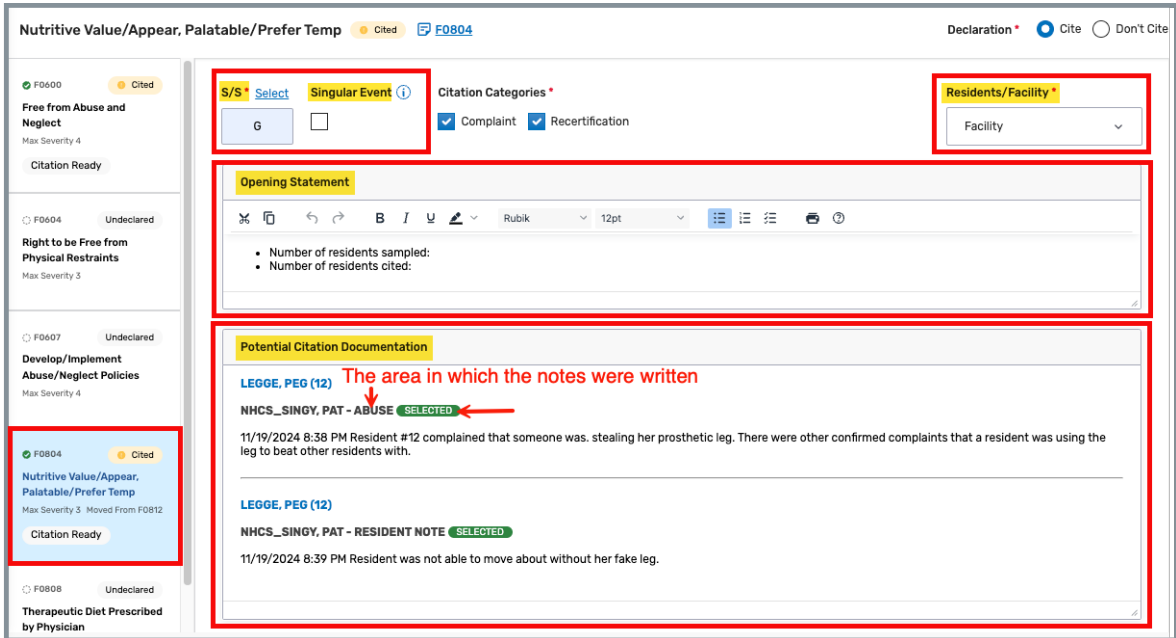 Nutritive Value/Appear, Palatable/Prefer Temp Cited F0804 Declaration * Cite Don't Cite
F0600 Cited
Free from Abuse and
Neglect
Max Severity 4
Citation Ready
F0604 Undeclared
Right to be Free from
Physical Restraints
Max Severity 3
F0607 Undeclared
Develop/Implement
Abuse/Neglect Policies
Max Severity 4
F0804 Cited
Nutritive Value/Appear,
Palatable/Prefer Temp
Max Severity 3 Moved From F0812
Citation Ready
F0808 Undeclared
Therapeutic Diet Prescribed
by Physician
S/S * Select Singular Event Citation Categories * Residents/Facility *
G Complaint Recertification Facility
Opening Statement
B I U Rubik 12pt
Number of residents sampled:
Number of residents cited:
Potential Citation Documentation
LEGGE, PEG (12) The area in which the notes were written
NHCS_SINGY, PAT - ABUSE SELECTED
11/19/2024 8:38 PM Resident #12 complained that someone was. stealing her prosthetic leg. There were other confirmed complaints that a resident was using the
leg to beat other residents with.
LEGGE, PEG (12)
NHCS_SINGY, PAT - RESIDENT NOTE SELECTED
11/19/2024 8:39 PM Resident was not able to move about without her fake leg.